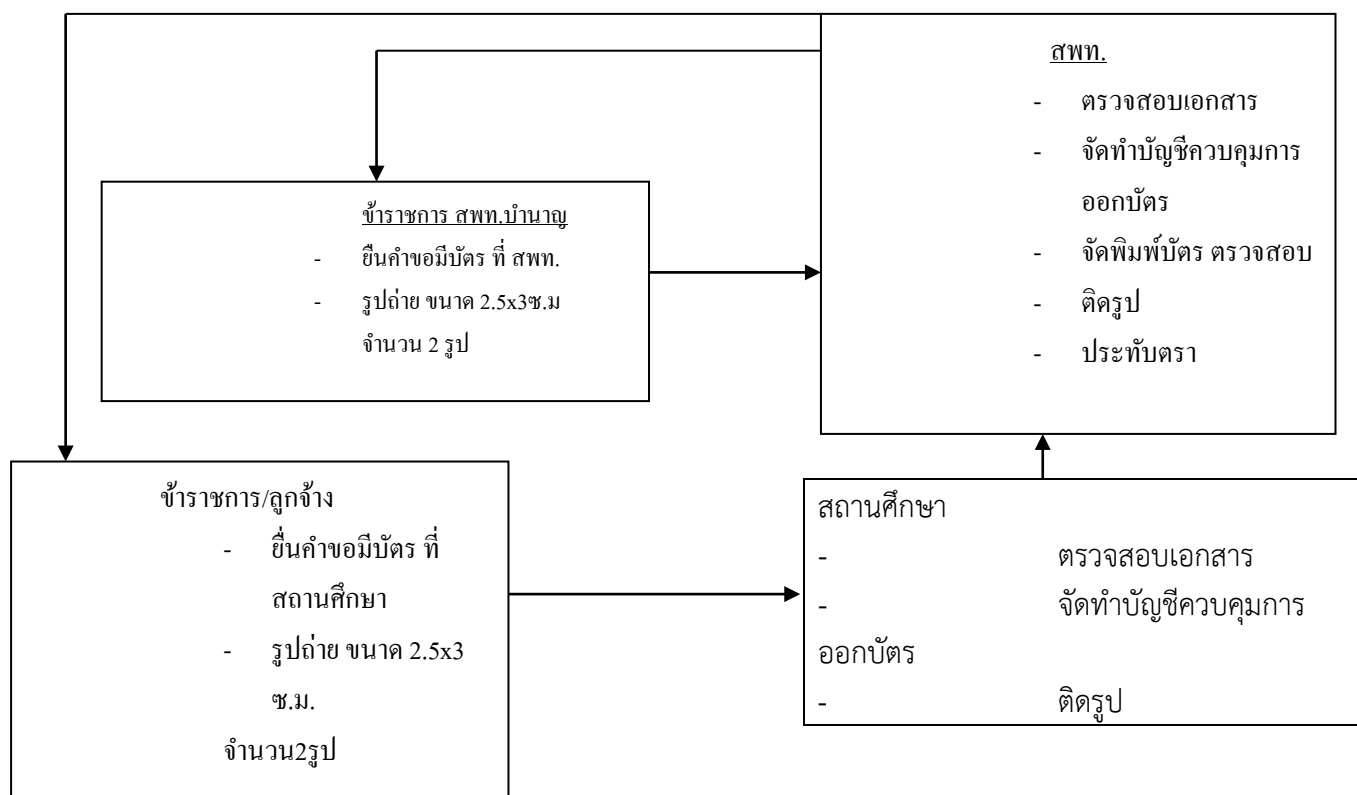 สพท.
- ตรวจสอบเอกสาร
- จัดทำบัญชีควบคุมการ
ออกบัตร
- จัดพิมพ์บัตร ตรวจสอบ
- ติดรูป
- ประทับตรา
ข้าราชการ สพท.บำนาญ
- ยืนคำขอมีบัตร ที่ สพท.
- รูปถ่าย ขนาด 2.5x3ซ.ม
จำนวน 2 รูป
ข้าราชการ/ลูกจ้าง
- ยื่นคำขอมีบัตร ที่
สถานศึกษา
- รูปถ่าย ขนาด 2.5x3
ซ.ม.
จำนวน2รูป
สถานศึกษา
- ตรวจสอบเอกสาร
- จัดทำบัญชีควบคุมการ
ออกบัตร
- ติดรูป